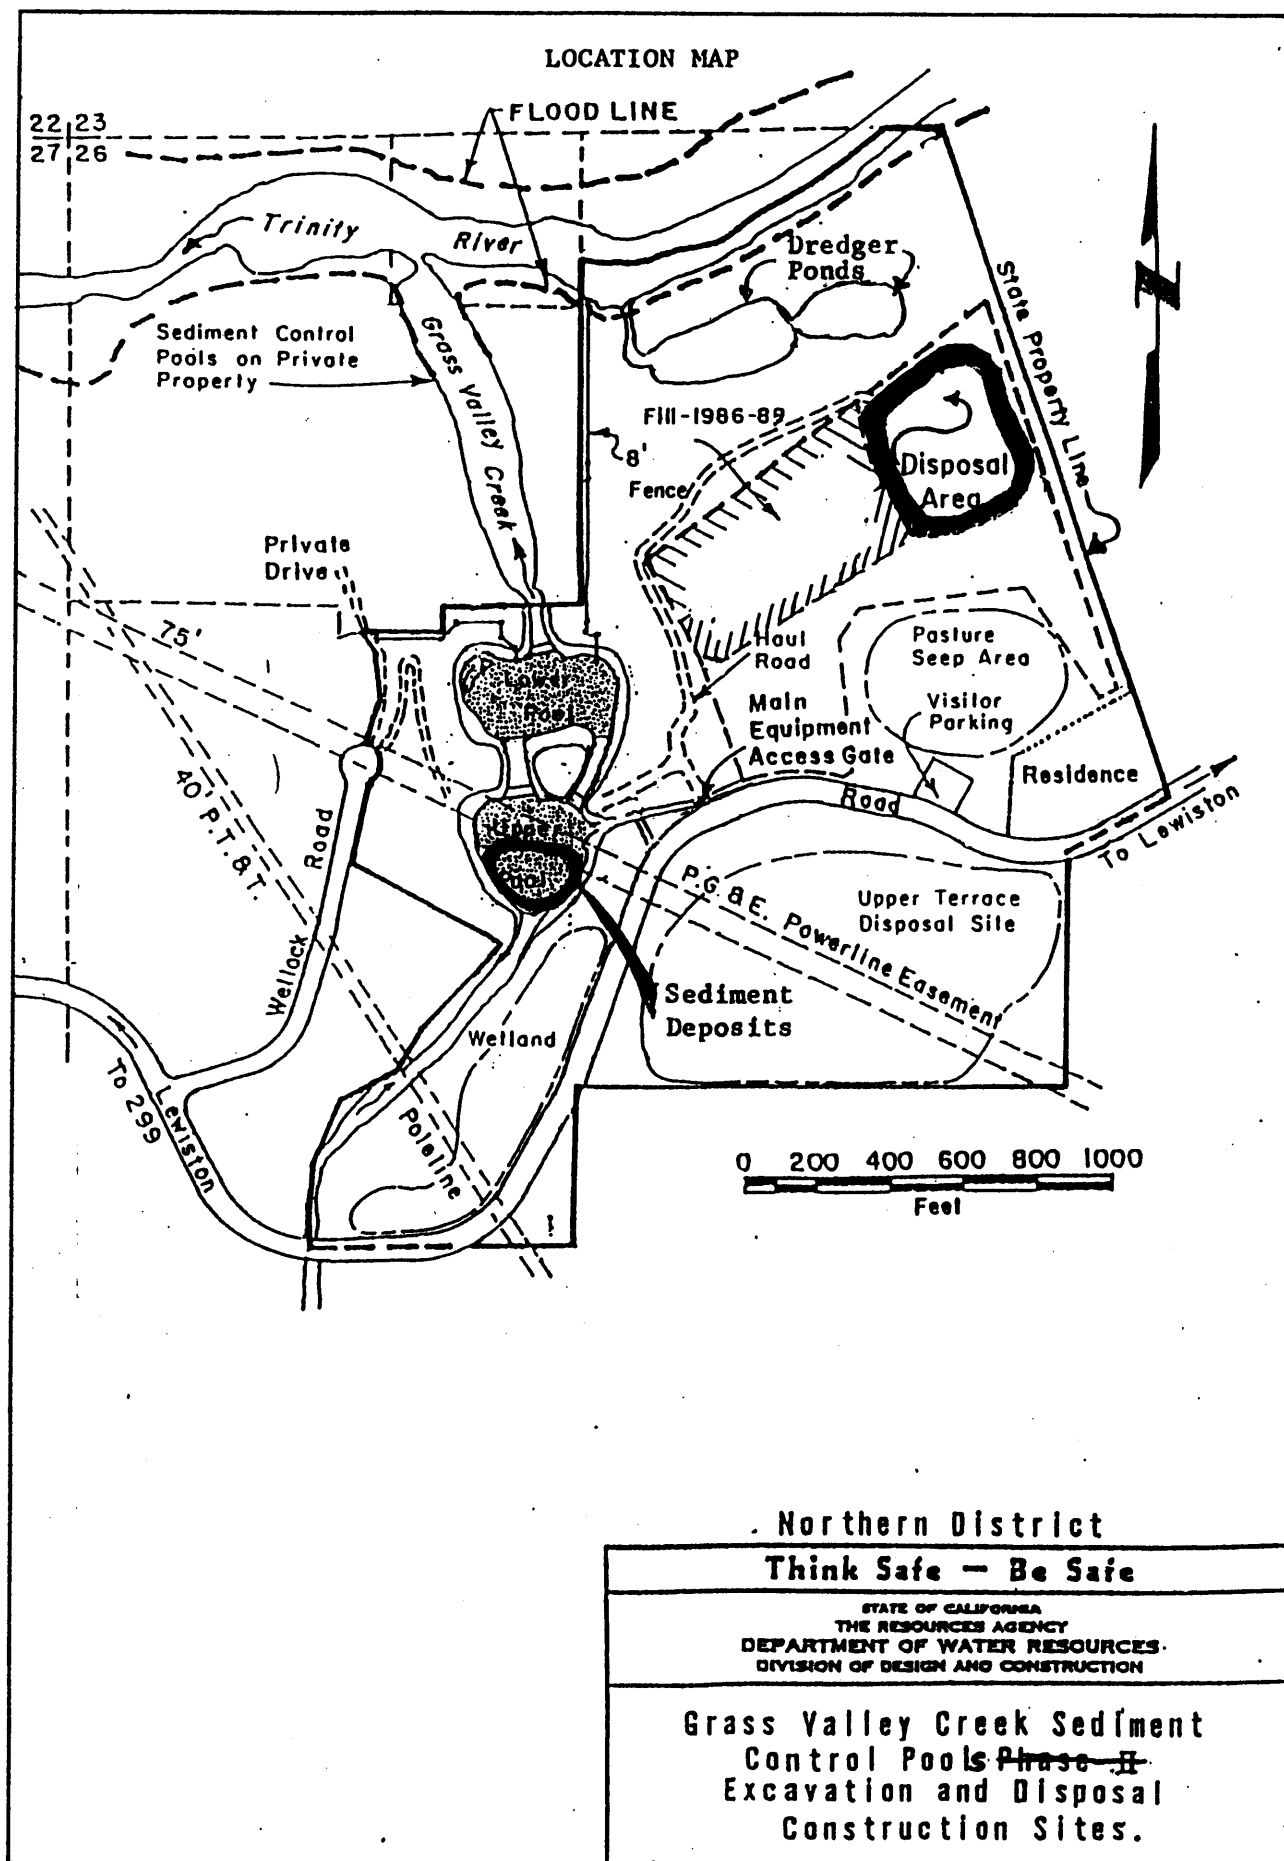 LOCATION MAP
FLOOD LINE
22 23
27 26
Trinity River
Dredger
Ponds
State Property Line
Sediment Control
Pools on Private
Property
Grass Valley Creek
Fill-1986-89
8'
Fence
Disposal
Area
Private
Drive
75'
Haul
Road
Pasture
Seep Area
Lower
Pool
Main
Equipment
Access Gate
Visitor
Parking
Residence
Road
To Lewiston
40' P.T.&T.
Wellock Road
Upper
Pool
P.G.&E. Powerline Easement
Upper Terrace
Disposal Site
Sediment
Deposits
Wetland
To 299
Lewiston
Poleline
0 200 400 600 800 1000
Feet
Northern District
Think Safe — Be Safe
STATE OF CALIFORNIA
THE RESOURCES AGENCY
DEPARTMENT OF WATER RESOURCES
DIVISION OF DESIGN AND CONSTRUCTION
Grass Valley Creek Sediment
Control Pools Phase II
Excavation and Disposal
Construction Sites.